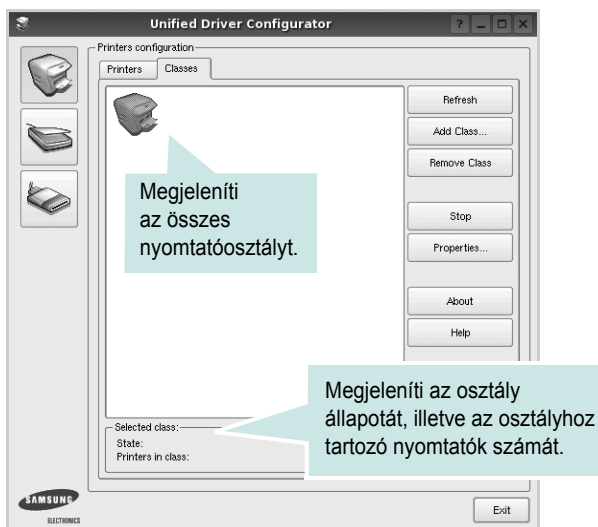 Unified Driver Configurator
Printers configuration
Printers Classes
Refresh
Add Class...
Remove Class
Stop
Properties...
About
Help
Megjeleníti
az összes
nyomtatóosztályt.
Megjeleníti az osztály
állapotát, illetve az osztályhoz
tartozó nyomtatók számát.
Selected class:
State:
Printers in class:
SAMSUNG
ELECTRONICS
Exit